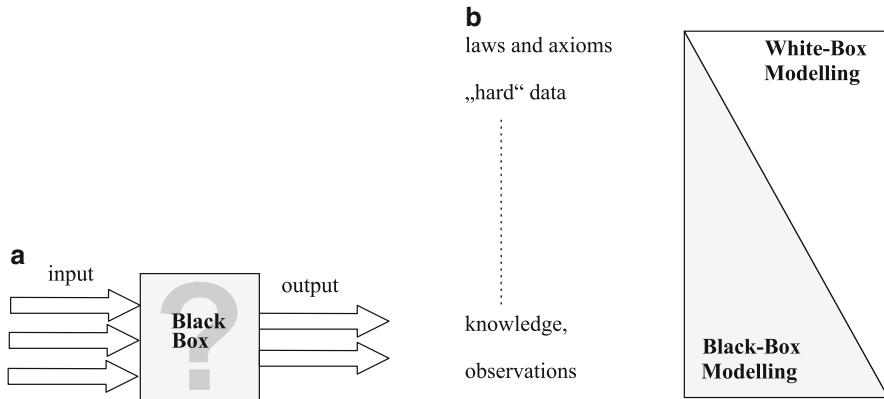 a
input
output
?
Black
Box
b
laws and axioms
„hard“ data
knowledge,
observations
White-Box
Modelling
Black-Box
Modelling